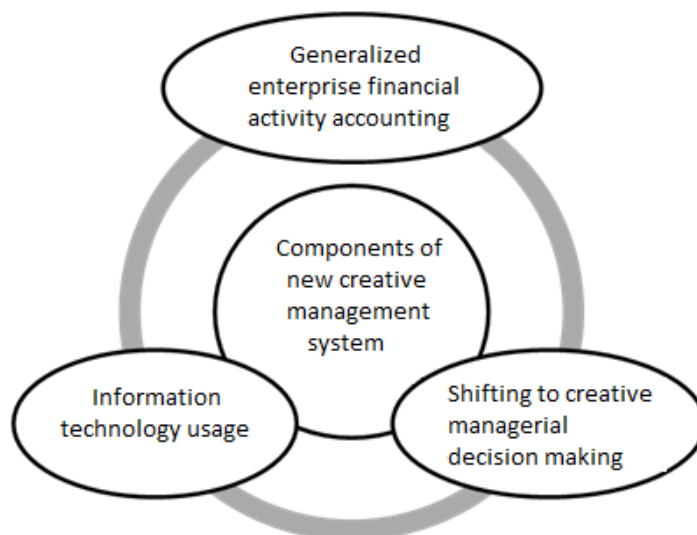 Generalized
enterprise financial
activity accounting
Components of
new creative
management
system
Information
technology usage
Shifting to creative
managerial
decision making